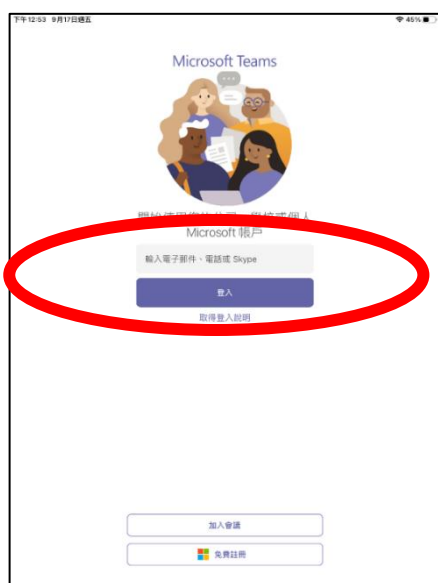 下午12:53 9月17日週五
45%
Microsoft Teams
Microsoft 帳戶
輸入電子郵件、電話或 Skype
登入
取得登入說明
加入會議
免費註冊